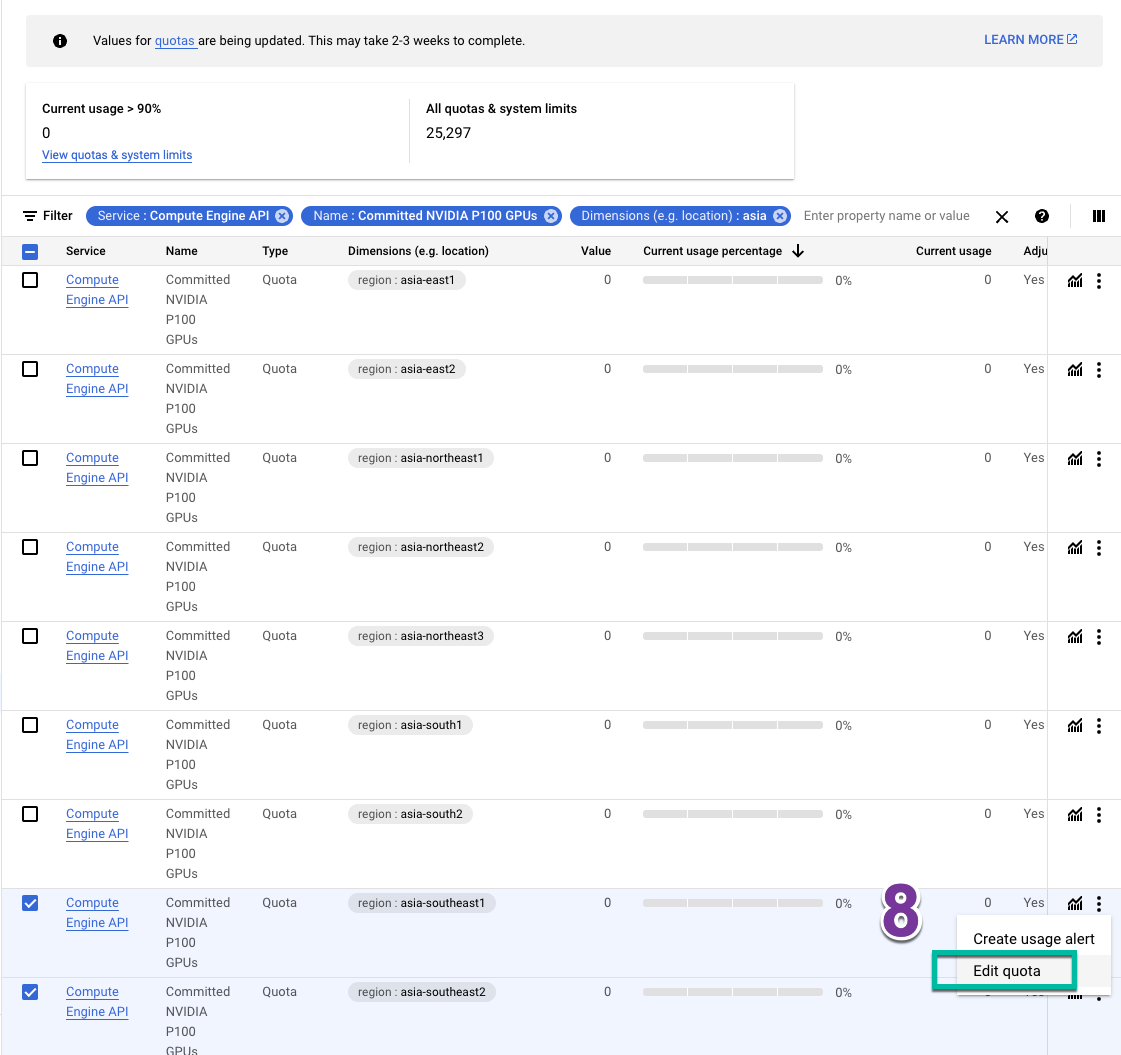 Values for quotas are being updated. This may take 2-3 weeks to complete.
LEARN MORE
Current usage > 90%
0
View quotas & system limits
All quotas & system limits
25,297
Filter
Service : Compute Engine API
Name : Committed NVIDIA P100 GPUs
Dimensions (e.g. location) : asia
Enter property name or value
Service Name Type Dimensions (e.g. location) Value Current usage percentage Current usage Adju
Compute Committed Quota region : asia-east1 0 0% 0 Yes
Engine API NVIDIA
P100
GPUs
Compute Committed Quota region : asia-east2 0 0% 0 Yes
Engine API NVIDIA
P100
GPUs
Compute Committed Quota region : asia-northeast1 0 0% 0 Yes
Engine API NVIDIA
P100
GPUs
Compute Committed Quota region : asia-northeast2 0 0% 0 Yes
Engine API NVIDIA
P100
GPUs
Compute Committed Quota region : asia-northeast3 0 0% 0 Yes
Engine API NVIDIA
P100
GPUs
Compute Committed Quota region : asia-south1 0 0% 0 Yes
Engine API NVIDIA
P100
GPUs
Compute Committed Quota region : asia-south2 0 0% 0 Yes
Engine API NVIDIA
P100
GPUs
Compute Committed Quota region : asia-southeast1 0 0% 0 Yes
Engine API NVIDIA
P100
GPUs
8
Create usage alert
Edit quota
Compute Committed Quota region : asia-southeast2 0 0%
Engine API NVIDIA
P100
GPUs